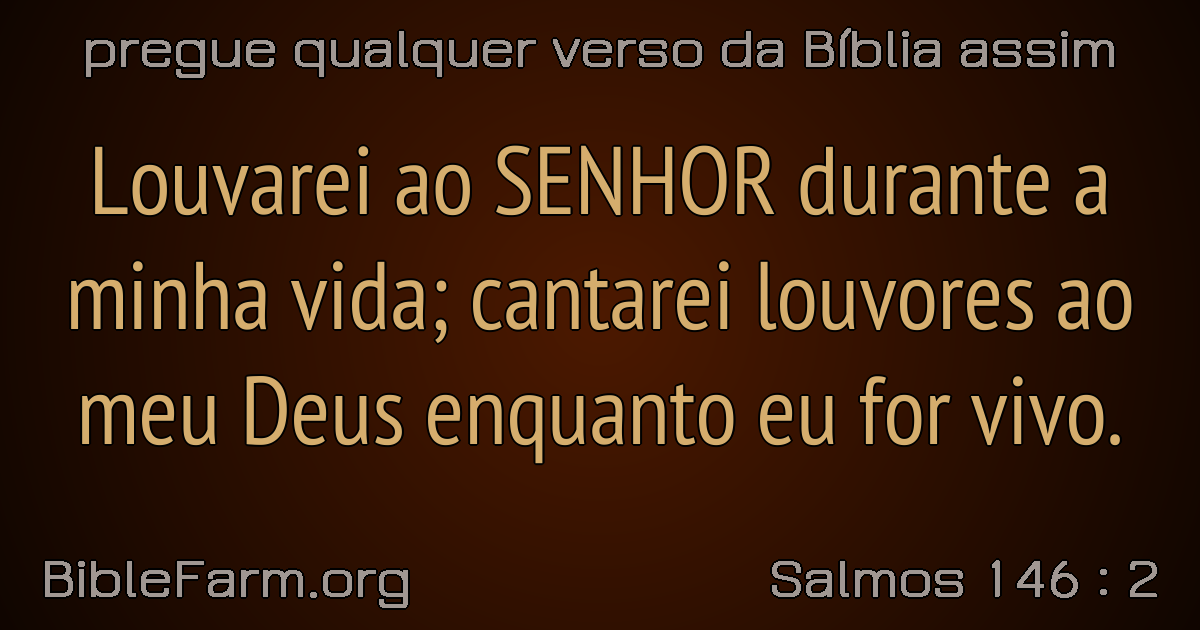 pregue qualquer verso da Bíblia assim
Louvarei ao SENHOR durante a
minha vida; cantarei louvores ao
meu Deus enquanto eu for vivo.
BibleFarm.org
Salmos 146 : 2